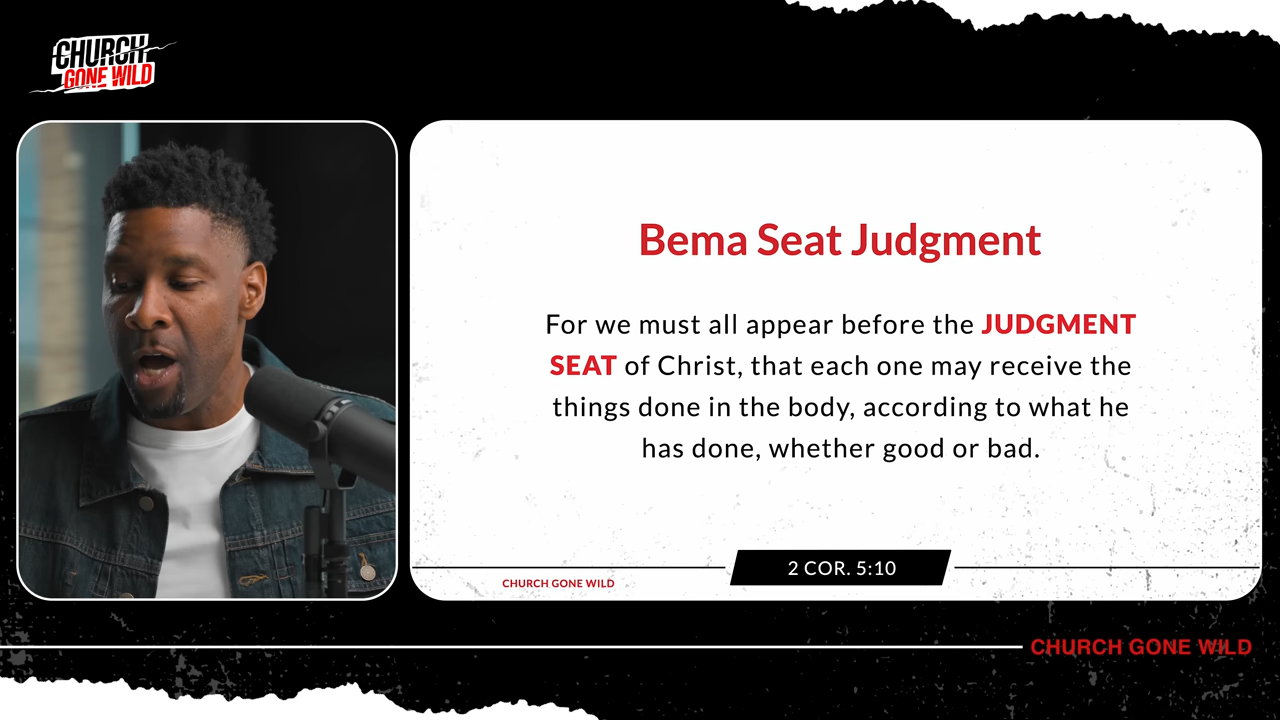 CHURCH
GONE WILD
Bema Seat Judgment
For we must all appear before the JUDGMENT
SEAT of Christ, that each one may receive the
things done in the body, according to what he
has done, whether good or bad.
2 COR. 5:10
CHURCH GONE WILD
CHURCH GONE WILD